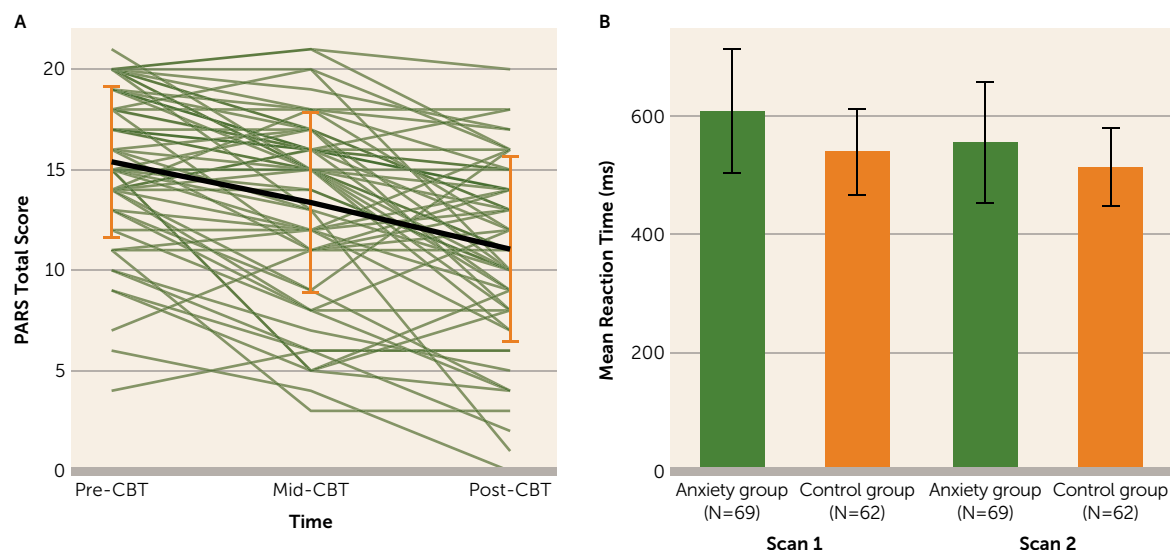 A
PARS Total Score
20
15
10
5
0
Pre-CBT Mid-CBT Post-CBT
Time
B
Mean Reaction Time (ms)
600
400
200
0
Anxiety group Control group Anxiety group Control group
(N=69) (N=62) (N=69) (N=62)
Scan 1 Scan 2